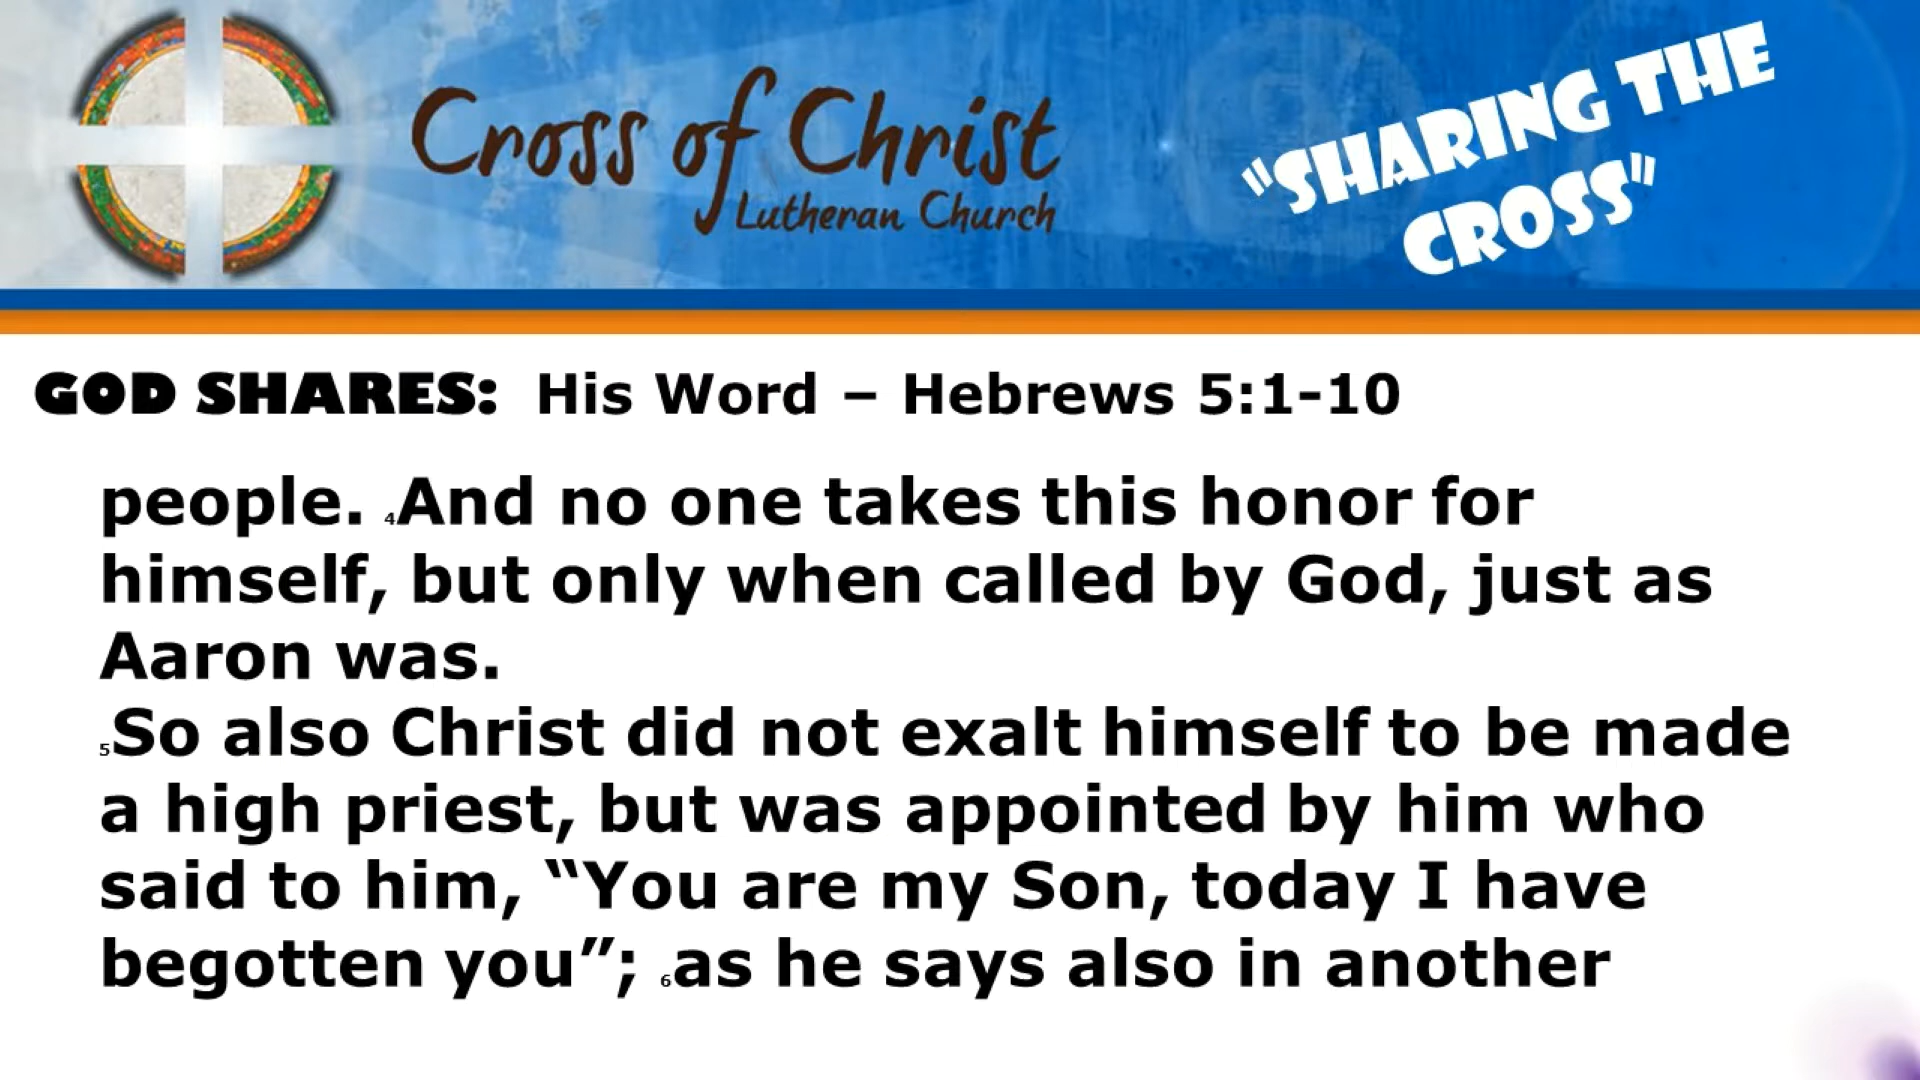 Cross of Christ
Lutheran Church
"SHARING THE
CROSS"
GOD SHARES: His Word – Hebrews 5:1-10
people. 4And no one takes this honor for
himself, but only when called by God, just as
Aaron was.
5So also Christ did not exalt himself to be made
a high priest, but was appointed by him who
said to him, “You are my Son, today I have
begotten you”; 6as he says also in another